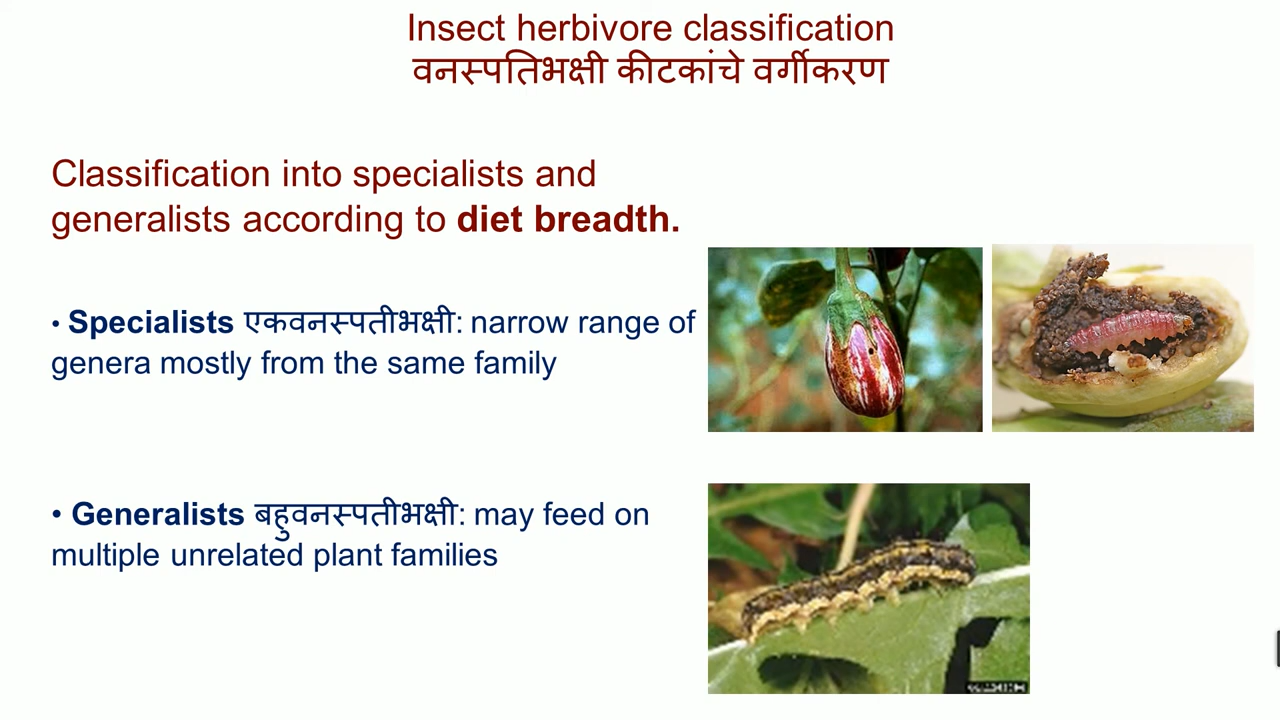 Insect herbivore classification
वनस्पतिभक्षी कीटकांचे वर्गीकरण
Classification into specialists and
generalists according to diet breadth.
• Specialists एकवनस्पतीभक्षी: narrow range of
genera mostly from the same family
• Generalists बहुवनस्पतीभक्षी: may feed on
multiple unrelated plant families